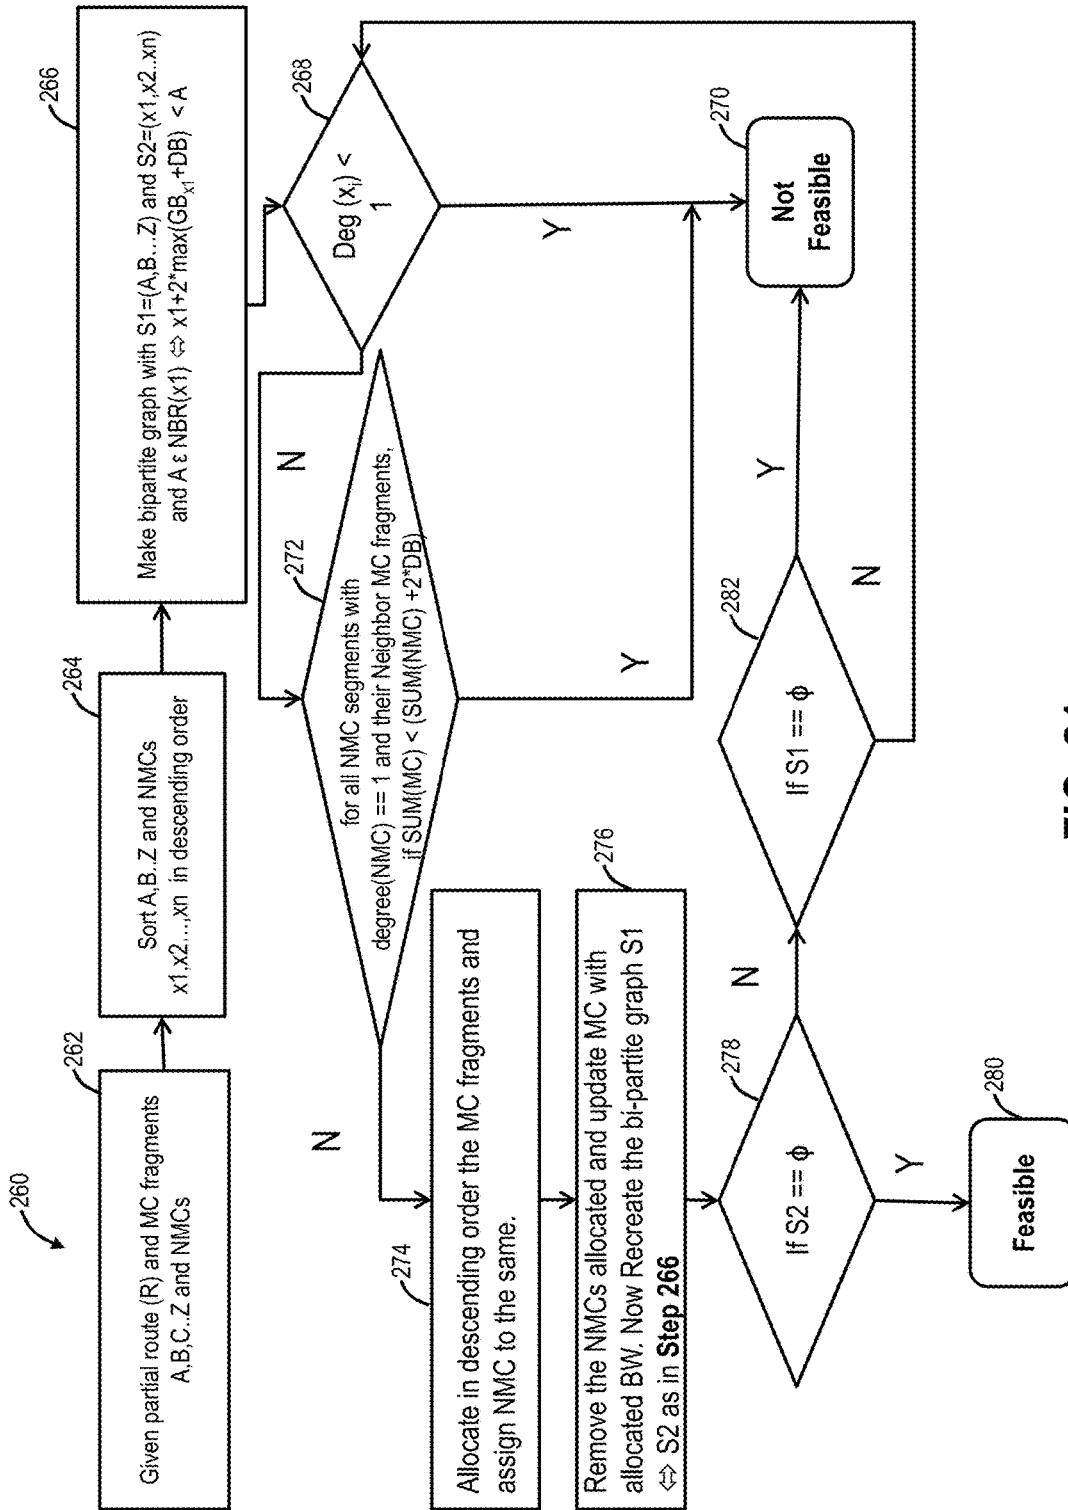 260
262
Given partial route (R) and MC fragments
A,B,C..Z and NMCs
264
Sort A,B..Z and NMCs
x1,x2...,xn in descending order
266
Make bipartite graph with S1=(A,B...Z) and S2=(x1,x2..xn)
and A ε NBR(x1) ⇔ x1+2*max(GBx1+DB) < A
268
Deg (xi) <
1
N
Y
270
Not
Feasible
272
for all NMC segments with
degree(NMC) == 1 and their Neighbor MC fragments,
if SUM(MC) < (SUM(NMC) +2*DB)
N
Y
274
Allocate in descending order the MC fragments and
assign NMC to the same.
276
Remove the NMCs allocated and update MC with
allocated BW. Now Recreate the bi-partite graph S1
⇔ S2 as in Step 266
278
If S2 == ϕ
N
Y
280
Feasible
282
If S1 == ϕ
Y
N